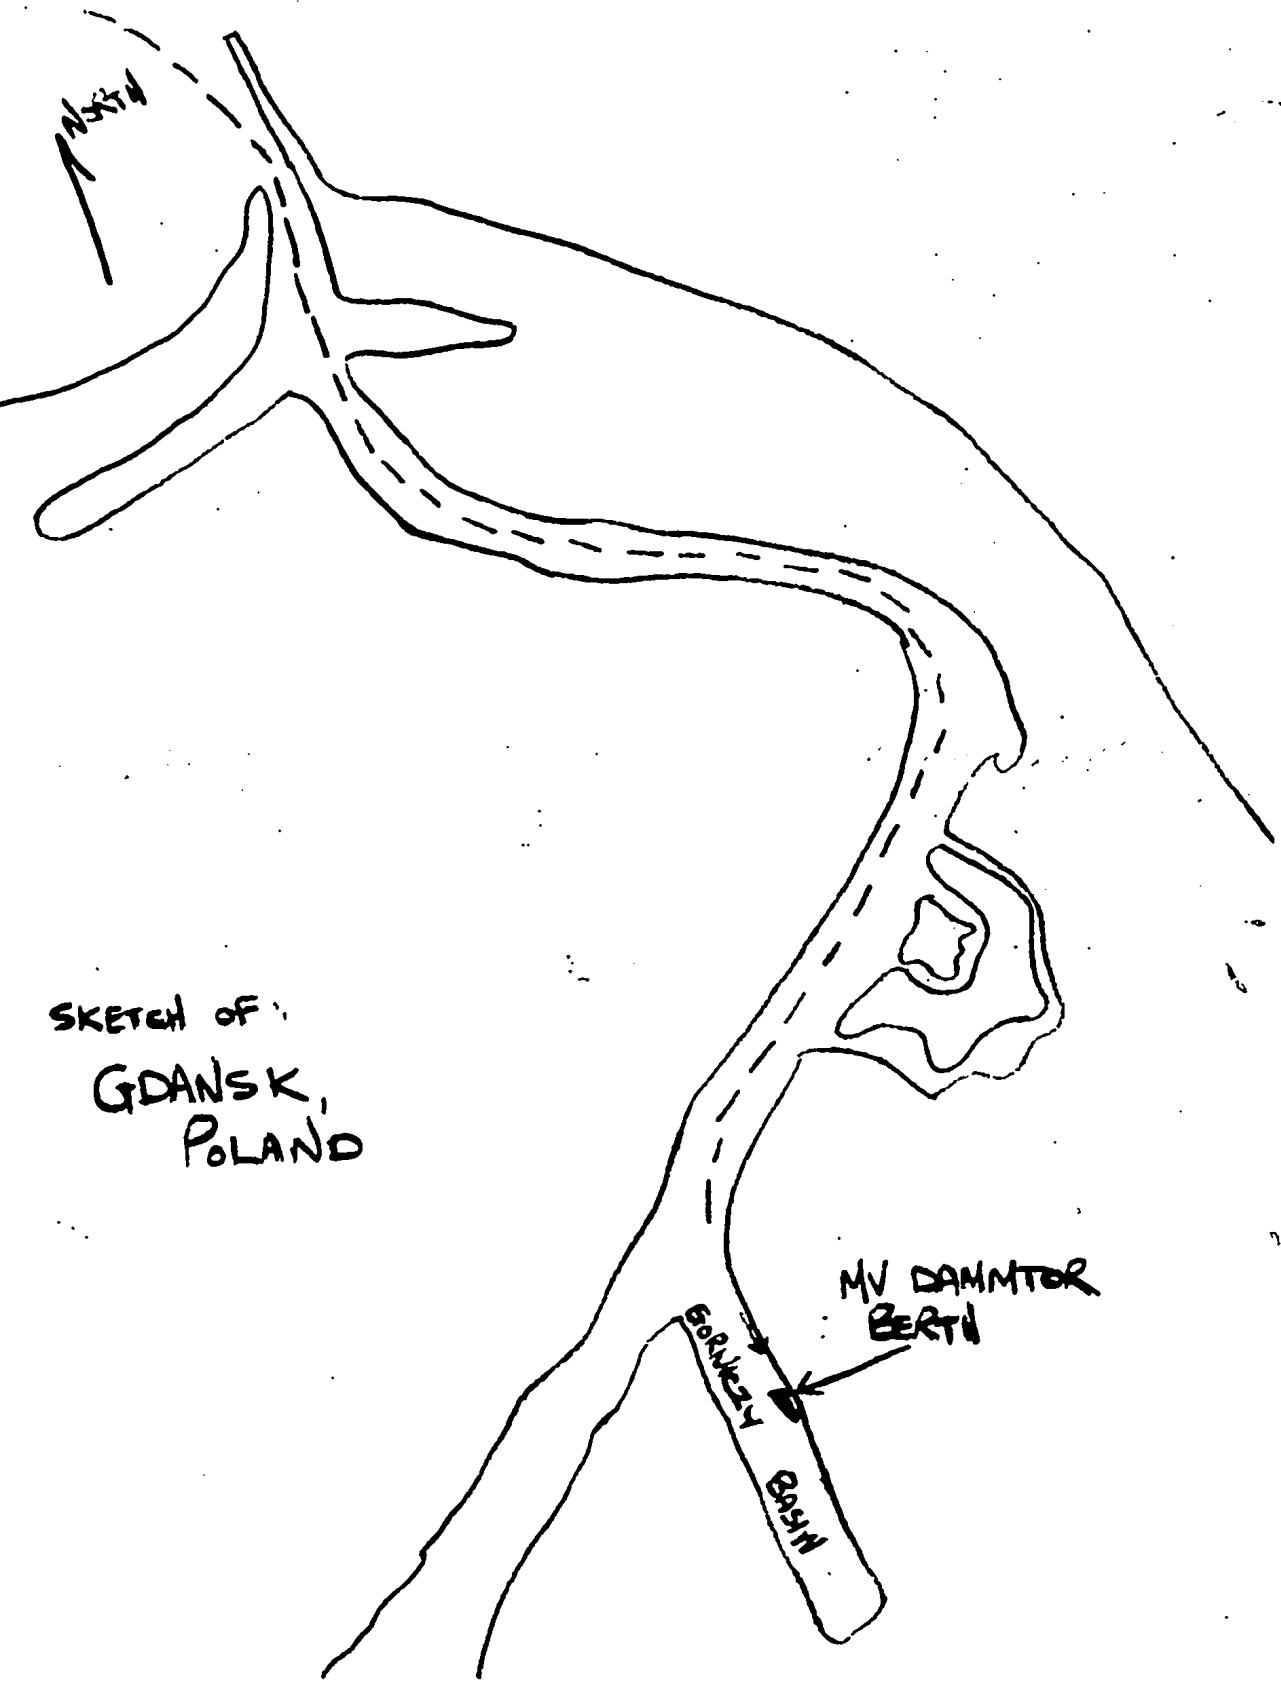 NORTH
SKETCH OF:
GDANSK,
POLAND
MV DAMMTOR
BERTH
GORNICZY
BASIN